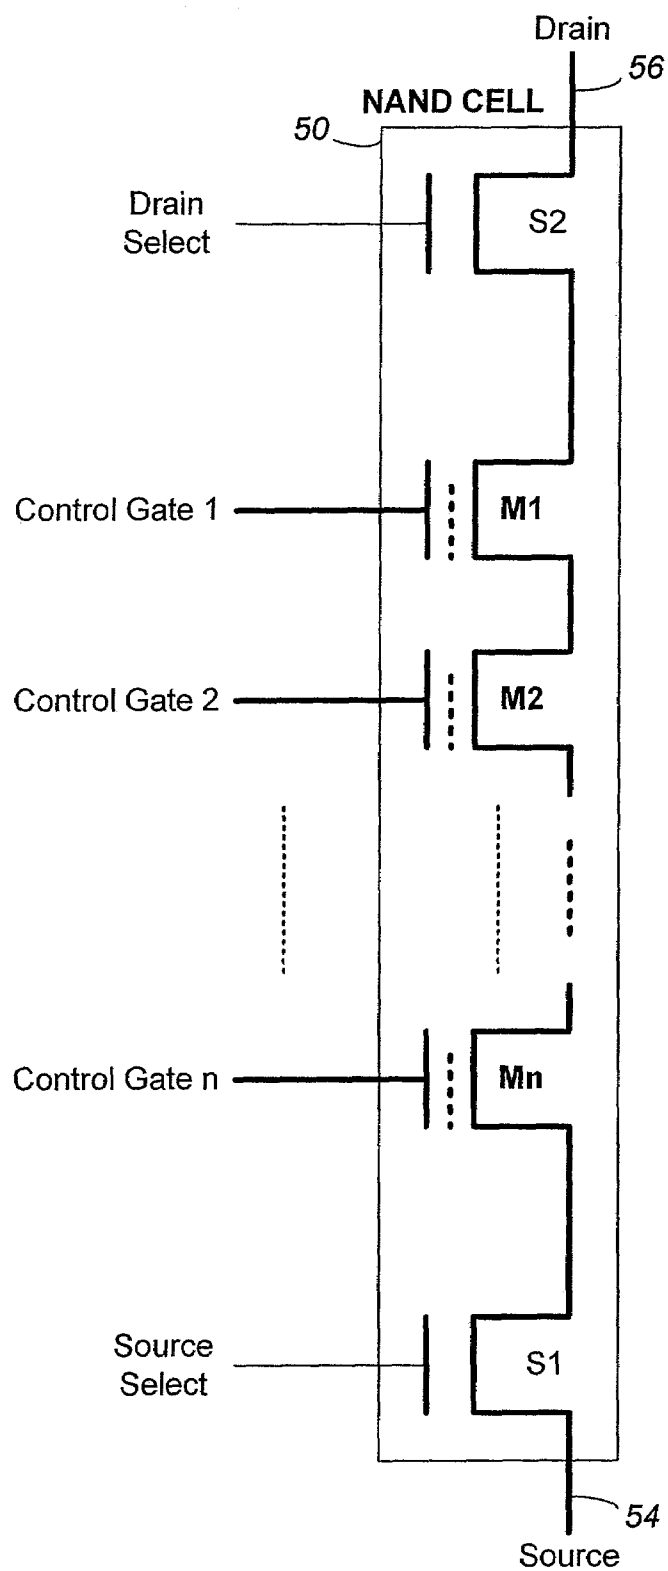 Drain
56
NAND CELL
50
Drain
Select
S2
Control Gate 1
M1
Control Gate 2
M2
Control Gate n
Mn
Source
Select
S1
54
Source